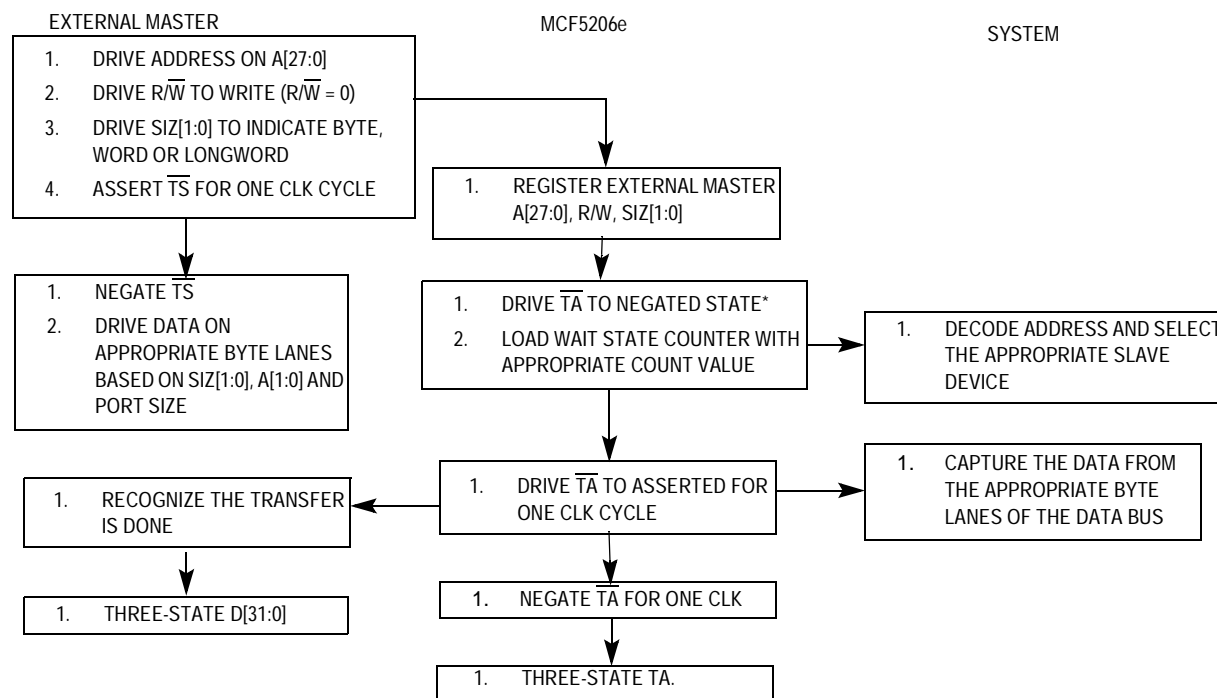 EXTERNAL MASTER
MCF5206e
SYSTEM
1. DRIVE ADDRESS ON A[27:0]
2. DRIVE R/W̅ TO WRITE (R/W̅ = 0)
3. DRIVE SIZ[1:0] TO INDICATE BYTE,
WORD OR LONGWORD
4. ASSERT T̅S̅ FOR ONE CLK CYCLE
1. REGISTER EXTERNAL MASTER
A[27:0], R/W, SIZ[1:0]
1. NEGATE T̅S̅
2. DRIVE DATA ON
APPROPRIATE BYTE LANES
BASED ON SIZ[1:0], A[1:0] AND
PORT SIZE
1. DRIVE T̅A̅ TO NEGATED STATE*
2. LOAD WAIT STATE COUNTER WITH
APPROPRIATE COUNT VALUE
1. DECODE ADDRESS AND SELECT
THE APPROPRIATE SLAVE
DEVICE
1. RECOGNIZE THE TRANSFER
IS DONE
1. DRIVE T̅A̅ TO ASSERTED FOR
ONE CLK CYCLE
1. CAPTURE THE DATA FROM
THE APPROPRIATE BYTE
LANES OF THE DATA BUS
1. THREE-STATE D[31:0]
1. NEGATE T̅A̅ FOR ONE CLK
1. THREE-STATE TA.